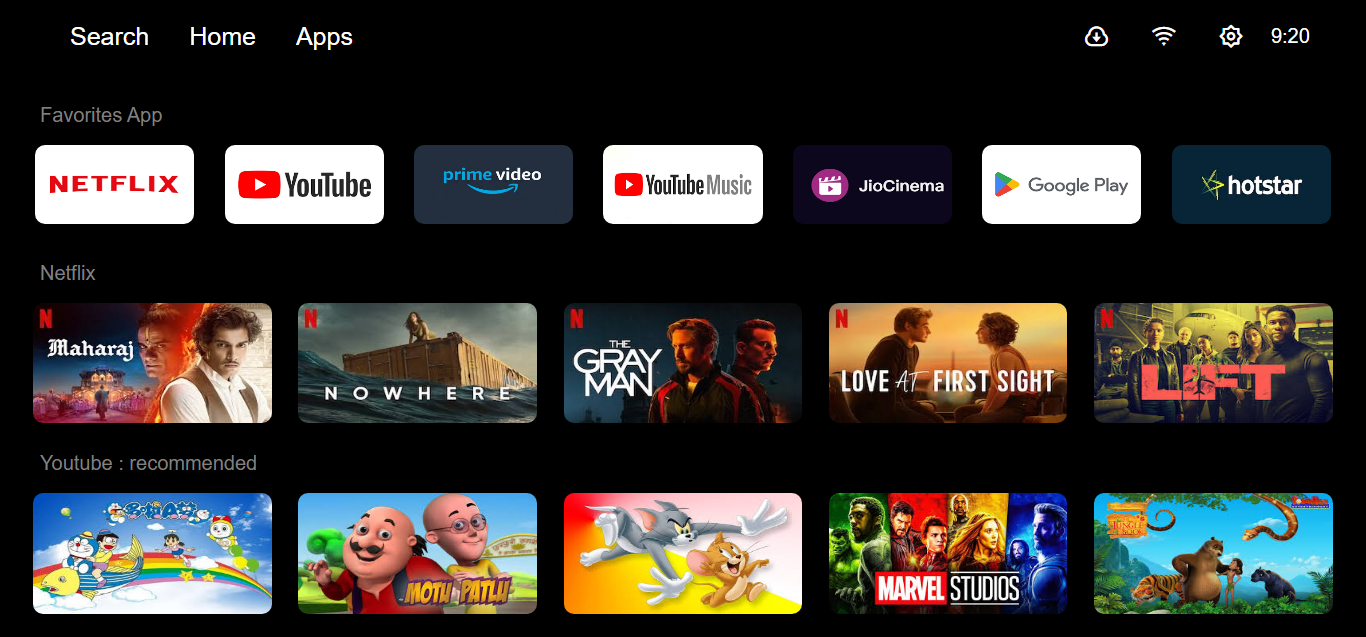 Search Home Apps 9:20
Favorites App
NETFLIX YouTube prime video YouTube Music JioCinema Google Play hotstar
Netflix
N Maharaj
N NOWHERE
N THE GRAY MAN
N LOVE AT FIRST SIGHT
N LIFT
Youtube : recommended
MOTU PATLU
MARVEL STUDIOS
JUNGLE